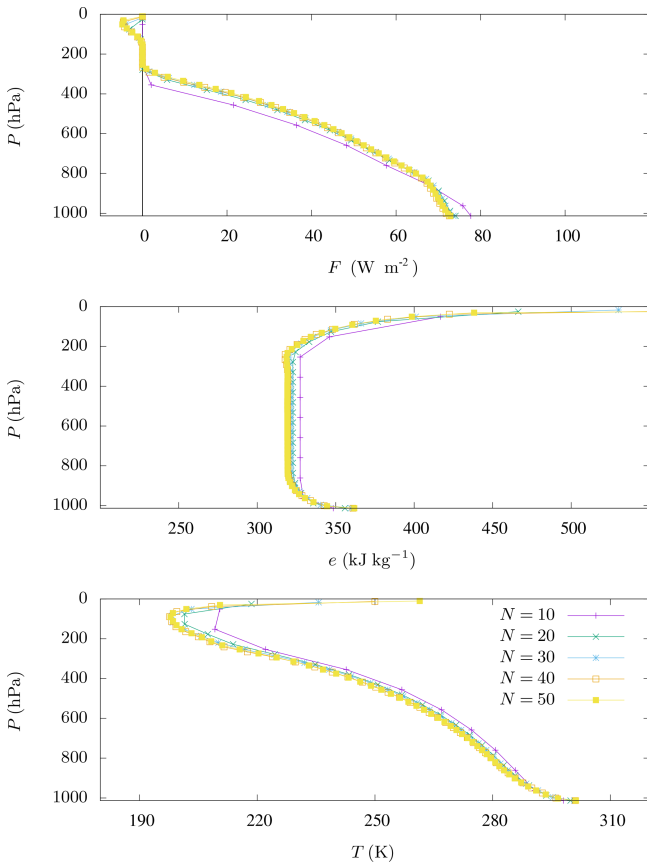 0
200
400
600
800
1000
P (hPa)
0 20 40 60 80 100
F (W m⁻²)
0
200
400
600
800
1000
P (hPa)
250 300 350 400 450 500
e (kJ kg⁻¹)
0
200
400
600
800
1000
P (hPa)
N = 10
N = 20
N = 30
N = 40
N = 50
190 220 250 280 310
T (K)